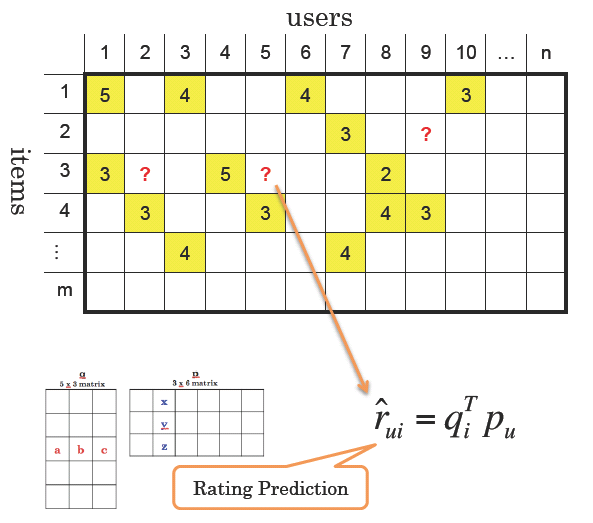 users
1 2 3 4 5 6 7 8 9 10 ... n
items
1 5 4 4 3
2 3 ?
3 3 ? 5 ? 2
4 3 3 4 3
⋮ 4 4
m
q
5 x 3 matrix
a b c
p
3 x 6 matrix
x
y
z
r̂ui = qiT pu
Rating Prediction